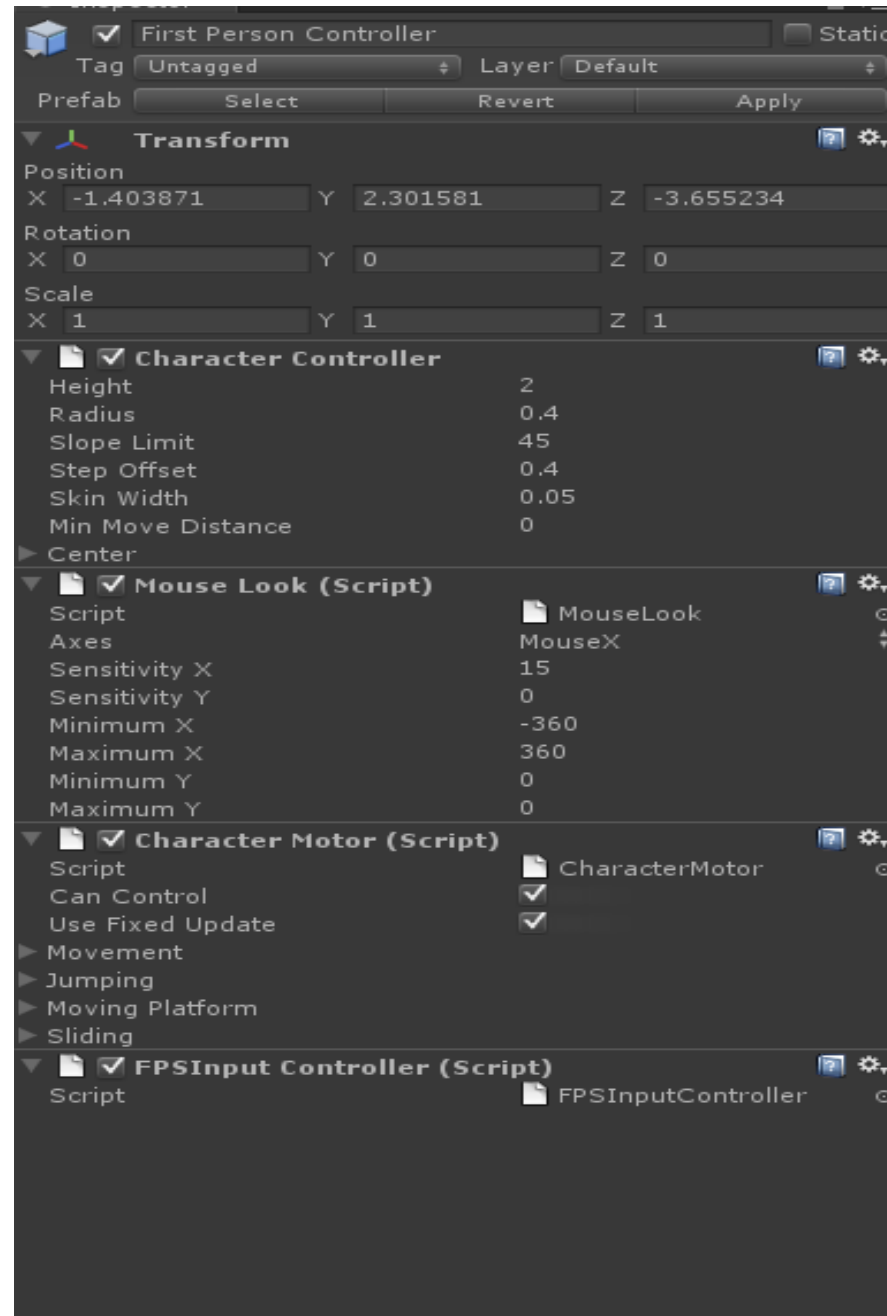 First Person Controller Static
Tag Untagged Layer Default
Prefab Select Revert Apply
Transform
Position
X -1.403871 Y 2.301581 Z -3.655234
Rotation
X 0 Y 0 Z 0
Scale
X 1 Y 1 Z 1
Character Controller
Height 2
Radius 0.4
Slope Limit 45
Step Offset 0.4
Skin Width 0.05
Min Move Distance 0
Center
Mouse Look (Script)
Script MouseLook
Axes MouseX
Sensitivity X 15
Sensitivity Y 0
Minimum X -360
Maximum X 360
Minimum Y 0
Maximum Y 0
Character Motor (Script)
Script CharacterMotor
Can Control
Use Fixed Update
Movement
Jumping
Moving Platform
Sliding
FPSInput Controller (Script)
Script FPSInputController